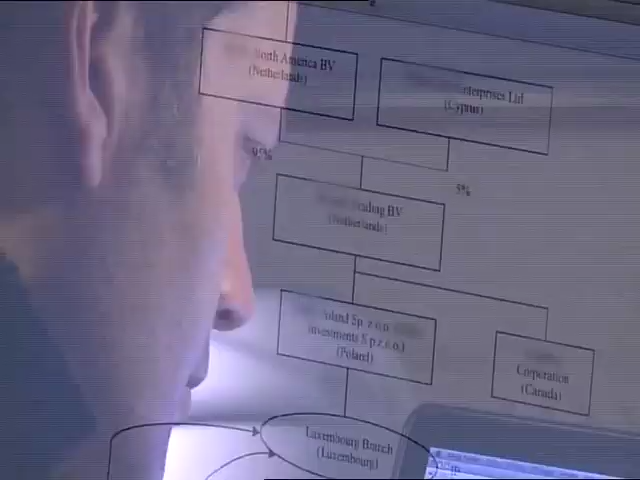 North America BV
(Netherlands)
Enterprises Ltd
(Cyprus)
95%
5%
Trading BV
(Netherlands)
Poland Sp. z.o.o.
Investments S p.z.o.o.)
(Poland)
Corporation
(Canada)
Luxembourg Branch
(Luxembourg)